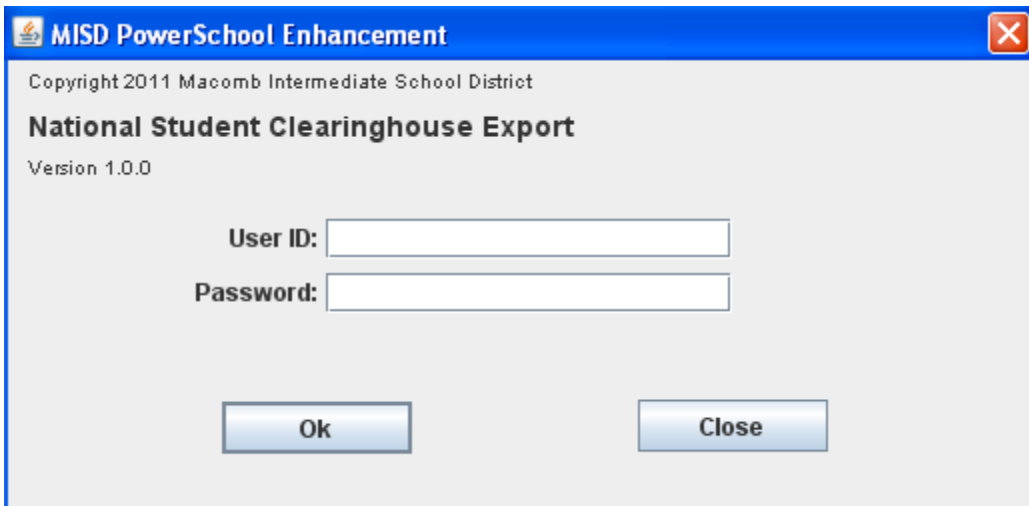 MISD PowerSchool Enhancement
Copyright 2011 Macomb Intermediate School District
National Student Clearinghouse Export
Version 1.0.0
User ID:
Password:
Ok Close